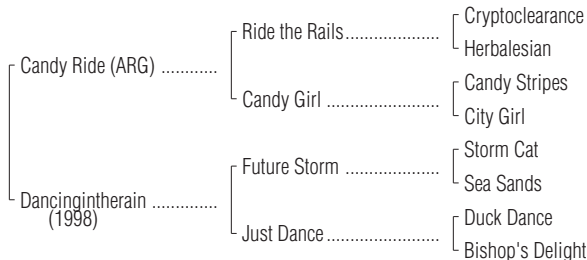 Cryptoclearance
Ride the Rails......................
Herbalesian
Candy Ride (ARG) ............
Candy Stripes
Candy Girl ..........................
City Girl
Storm Cat
Future Storm ......................
Sea Sands
Dancingintherain ..............
(1998)
Duck Dance
Just Dance..........................
Bishop's Delight